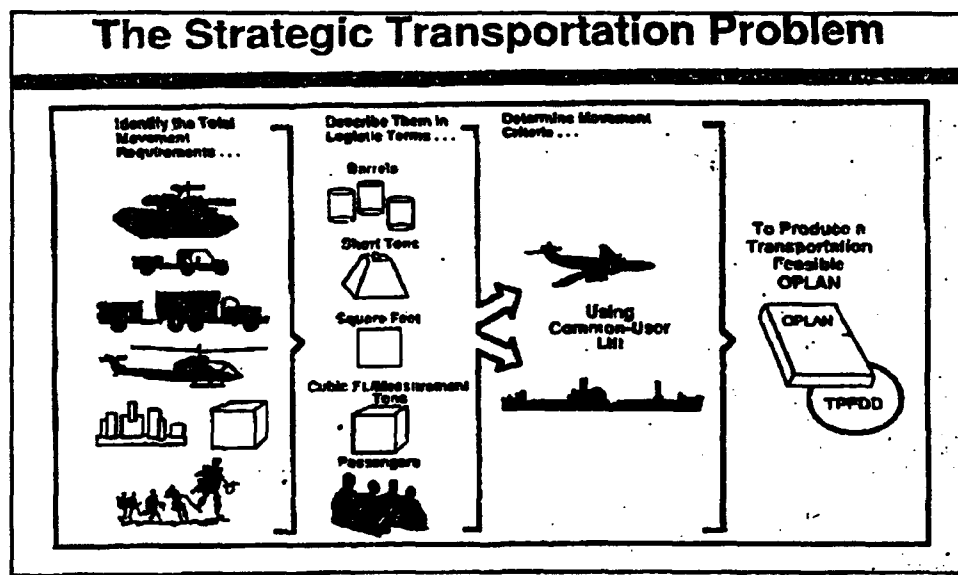 The Strategic Transportation Problem
Identify the Total
Movement
Requirements . . .
Describe Them in
Logistic Terms . . .
Barrels
Short Tons
Square Feet
Cubic Ft./Measurement
Tons
Passengers
Determine Movement
Criteria . . .
Using
Common-User
Lift
To Produce a
Transportation
Feasible
OPLAN
OPLAN
TPFDD